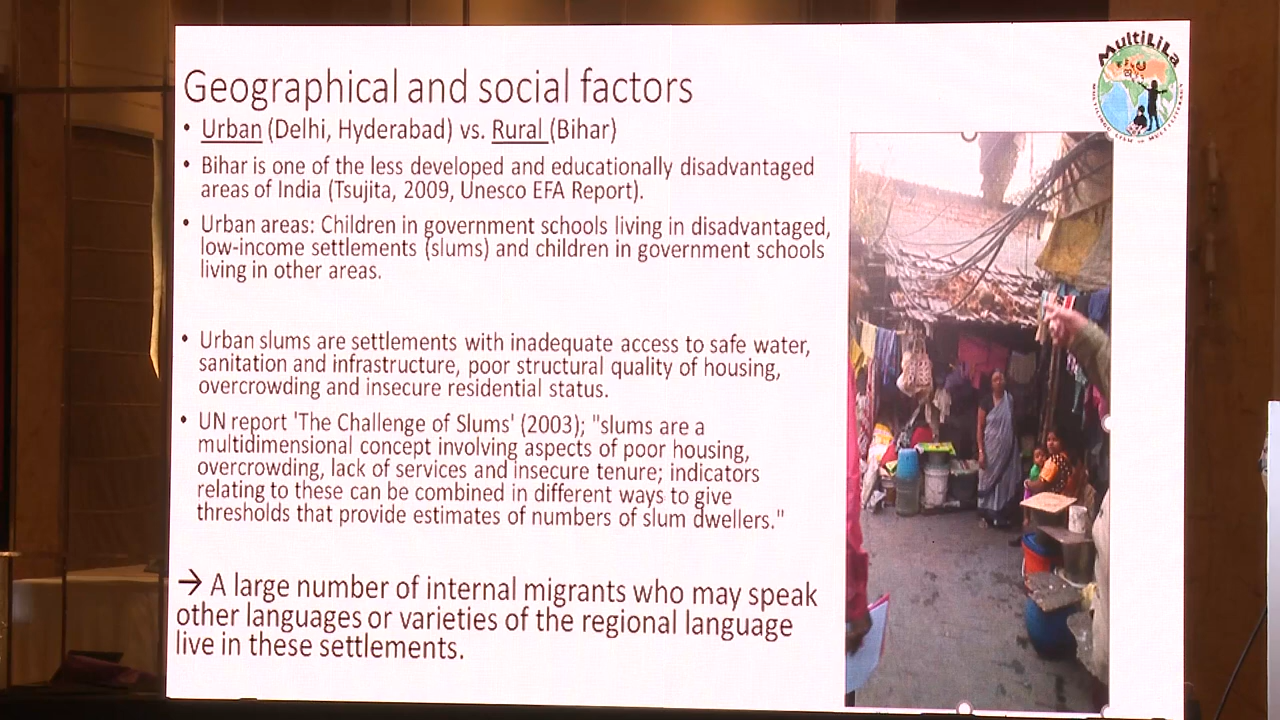 Geographical and social factors
• Urban (Delhi, Hyderabad) vs. Rural (Bihar)
• Bihar is one of the less developed and educationally disadvantaged
areas of India (Tsujita, 2009, Unesco EFA Report).
• Urban areas: Children in government schools living in disadvantaged,
low-income settlements (slums) and children in government schools
living in other areas.
• Urban slums are settlements with inadequate access to safe water,
sanitation and infrastructure, poor structural quality of housing,
overcrowding and insecure residential status.
• UN report 'The Challenge of Slums' (2003); "slums are a
multidimensional concept involving aspects of poor housing,
overcrowding, lack of services and insecure tenure; indicators
relating to these can be combined in different ways to give
thresholds that provide estimates of numbers of slum dwellers."
→ A large number of internal migrants who may speak
other languages or varieties of the regional language
live in these settlements.
MultiLiLa